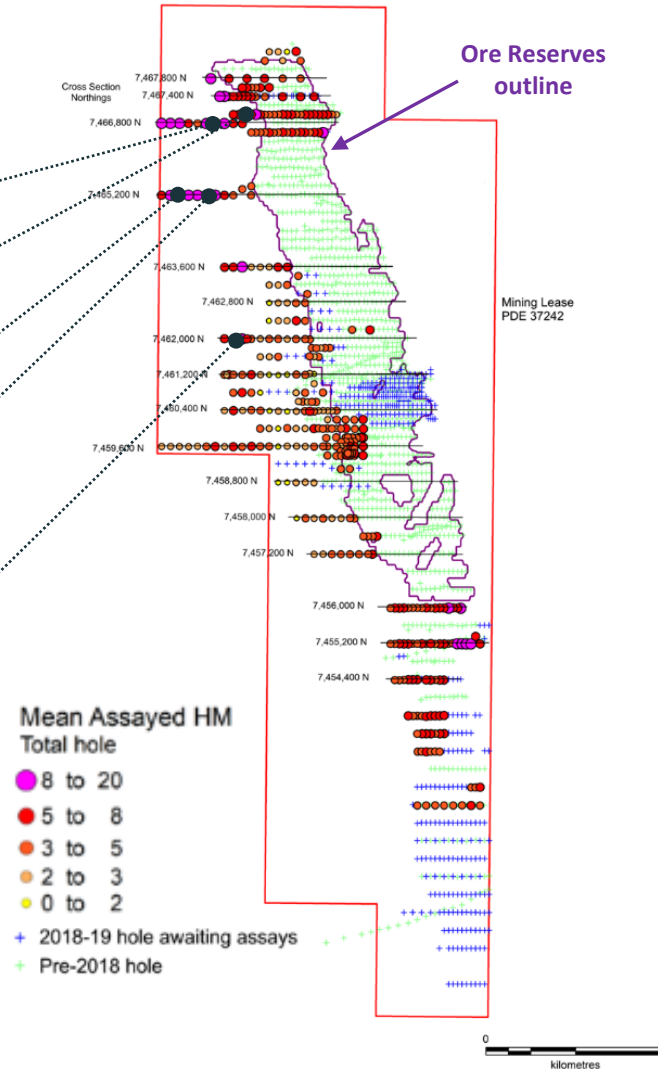 Ore Reserves
outline
Cross Section
Northings
7,467,800 N
7,467,400 N
7,466,800 N
7,465,200 N
7,463,600 N
7,462,800 N
Mining Lease
PDE 37242
7,462,000 N
7,461,200 N
7,460,400 N
7,459,600 N
7,458,800 N
7,458,000 N
7,457,200 N
7,456,000 N
7,455,200 N
7,454,400 N
Mean Assayed HM
Total hole
8 to 20
5 to 8
3 to 5
2 to 3
0 to 2
2018-19 hole awaiting assays
Pre-2018 hole
0
kilometres